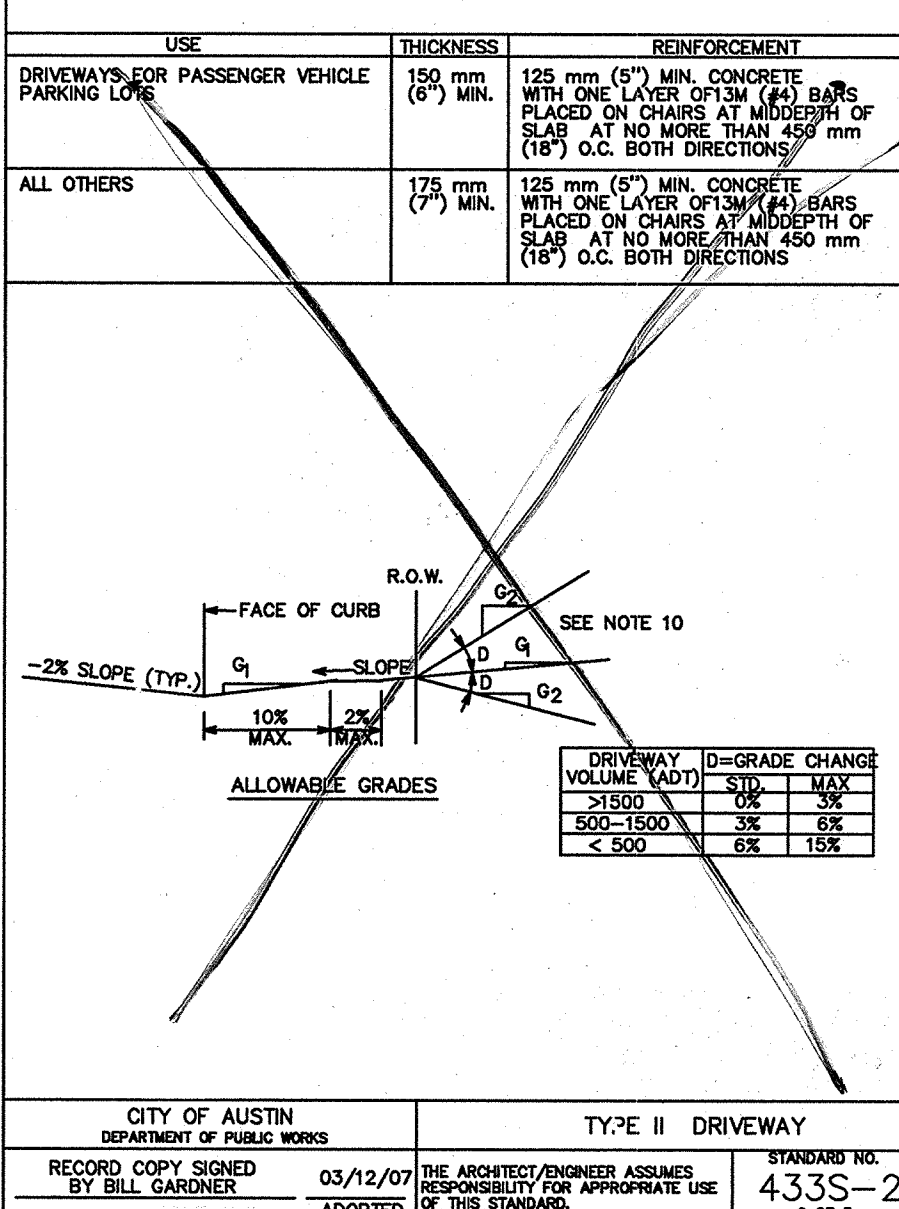 USE THICKNESS REINFORCEMENT
DRIVEWAYS FOR PASSENGER VEHICLE
PARKING LOTS
150 mm
(6") MIN.
125 mm (5") MIN. CONCRETE
WITH ONE LAYER OF13M (#4) BARS
PLACED ON CHAIRS AT MIDDEPTH OF
SLAB AT NO MORE THAN 450 mm
(18") O.C. BOTH DIRECTIONS
ALL OTHERS
175 mm
(7") MIN.
125 mm (5") MIN. CONCRETE
WITH ONE LAYER OF13M (#4) BARS
PLACED ON CHAIRS AT MIDDEPTH OF
SLAB AT NO MORE THAN 450 mm
(18") O.C. BOTH DIRECTIONS
R.O.W.
FACE OF CURB
G2
SEE NOTE 10
-2% SLOPE (TYP.)
G1
SLOPE
D
G1
D
G2
10%
MAX.
2%
MAX.
ALLOWABLE GRADES
DRIVEWAY
VOLUME (ADT)
D=GRADE CHANGE
STD. MAX
>1500 0% 3%
500-1500 3% 6%
< 500 6% 15%
CITY OF AUSTIN
DEPARTMENT OF PUBLIC WORKS
TYPE II DRIVEWAY
RECORD COPY SIGNED
BY BILL GARDNER
03/12/07
ADOPTED
THE ARCHITECT/ENGINEER ASSUMES
RESPONSIBILITY FOR APPROPRIATE USE
OF THIS STANDARD.
STANDARD NO.
433S-2